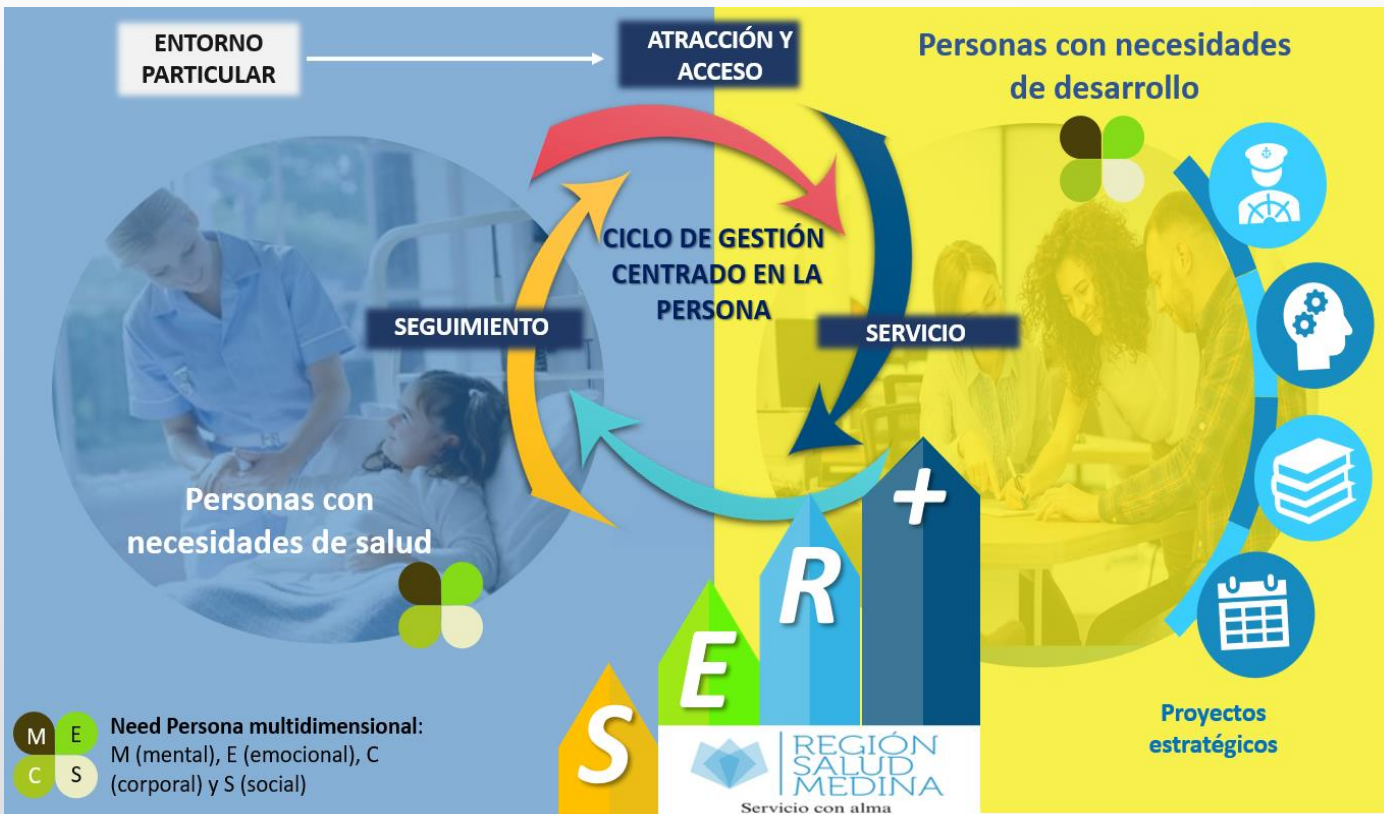 ENTORNO
PARTICULAR
ATRACCIÓN Y
ACCESO
Personas con necesidades
de desarrollo
CICLO DE GESTIÓN
CENTRADO EN LA
PERSONA
SEGUIMIENTO
SERVICIO
Personas con
necesidades de salud
S
E
R
+
M E
C S
Need Persona multidimensional:
M (mental), E (emocional), C
(corporal) y S (social)
REGIÓN
SALUD
MEDINA
Servicio con alma
Proyectos
estratégicos